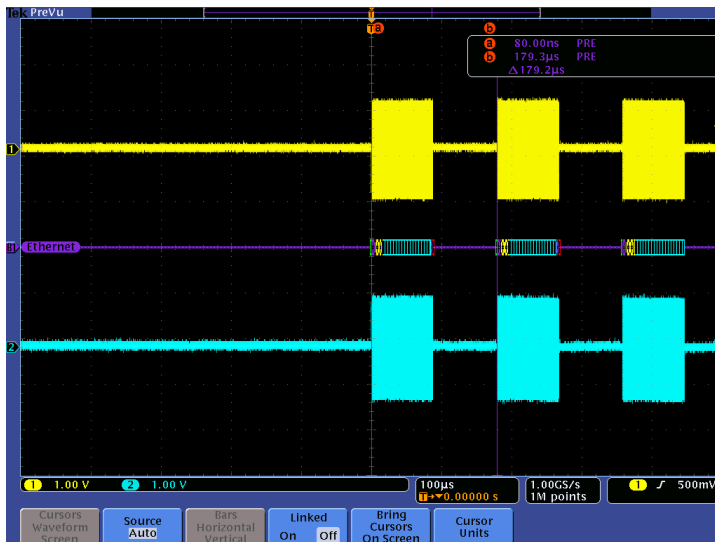 Tek PreVu
T
T a b
a 80.00ns PRE
b 179.3µs PRE
Δ179.2µs
1
B1 Ethernet
2
1 1.00 V 2 1.00 V
100µs
T→▼0.00000 s
1.00GS/s
1M points
1 500mV
Cursors
Waveform
Screen
Source
Auto
Bars
Horizontal
Vertical
Linked
On Off
Bring
Cursors
On Screen
Cursor
Units